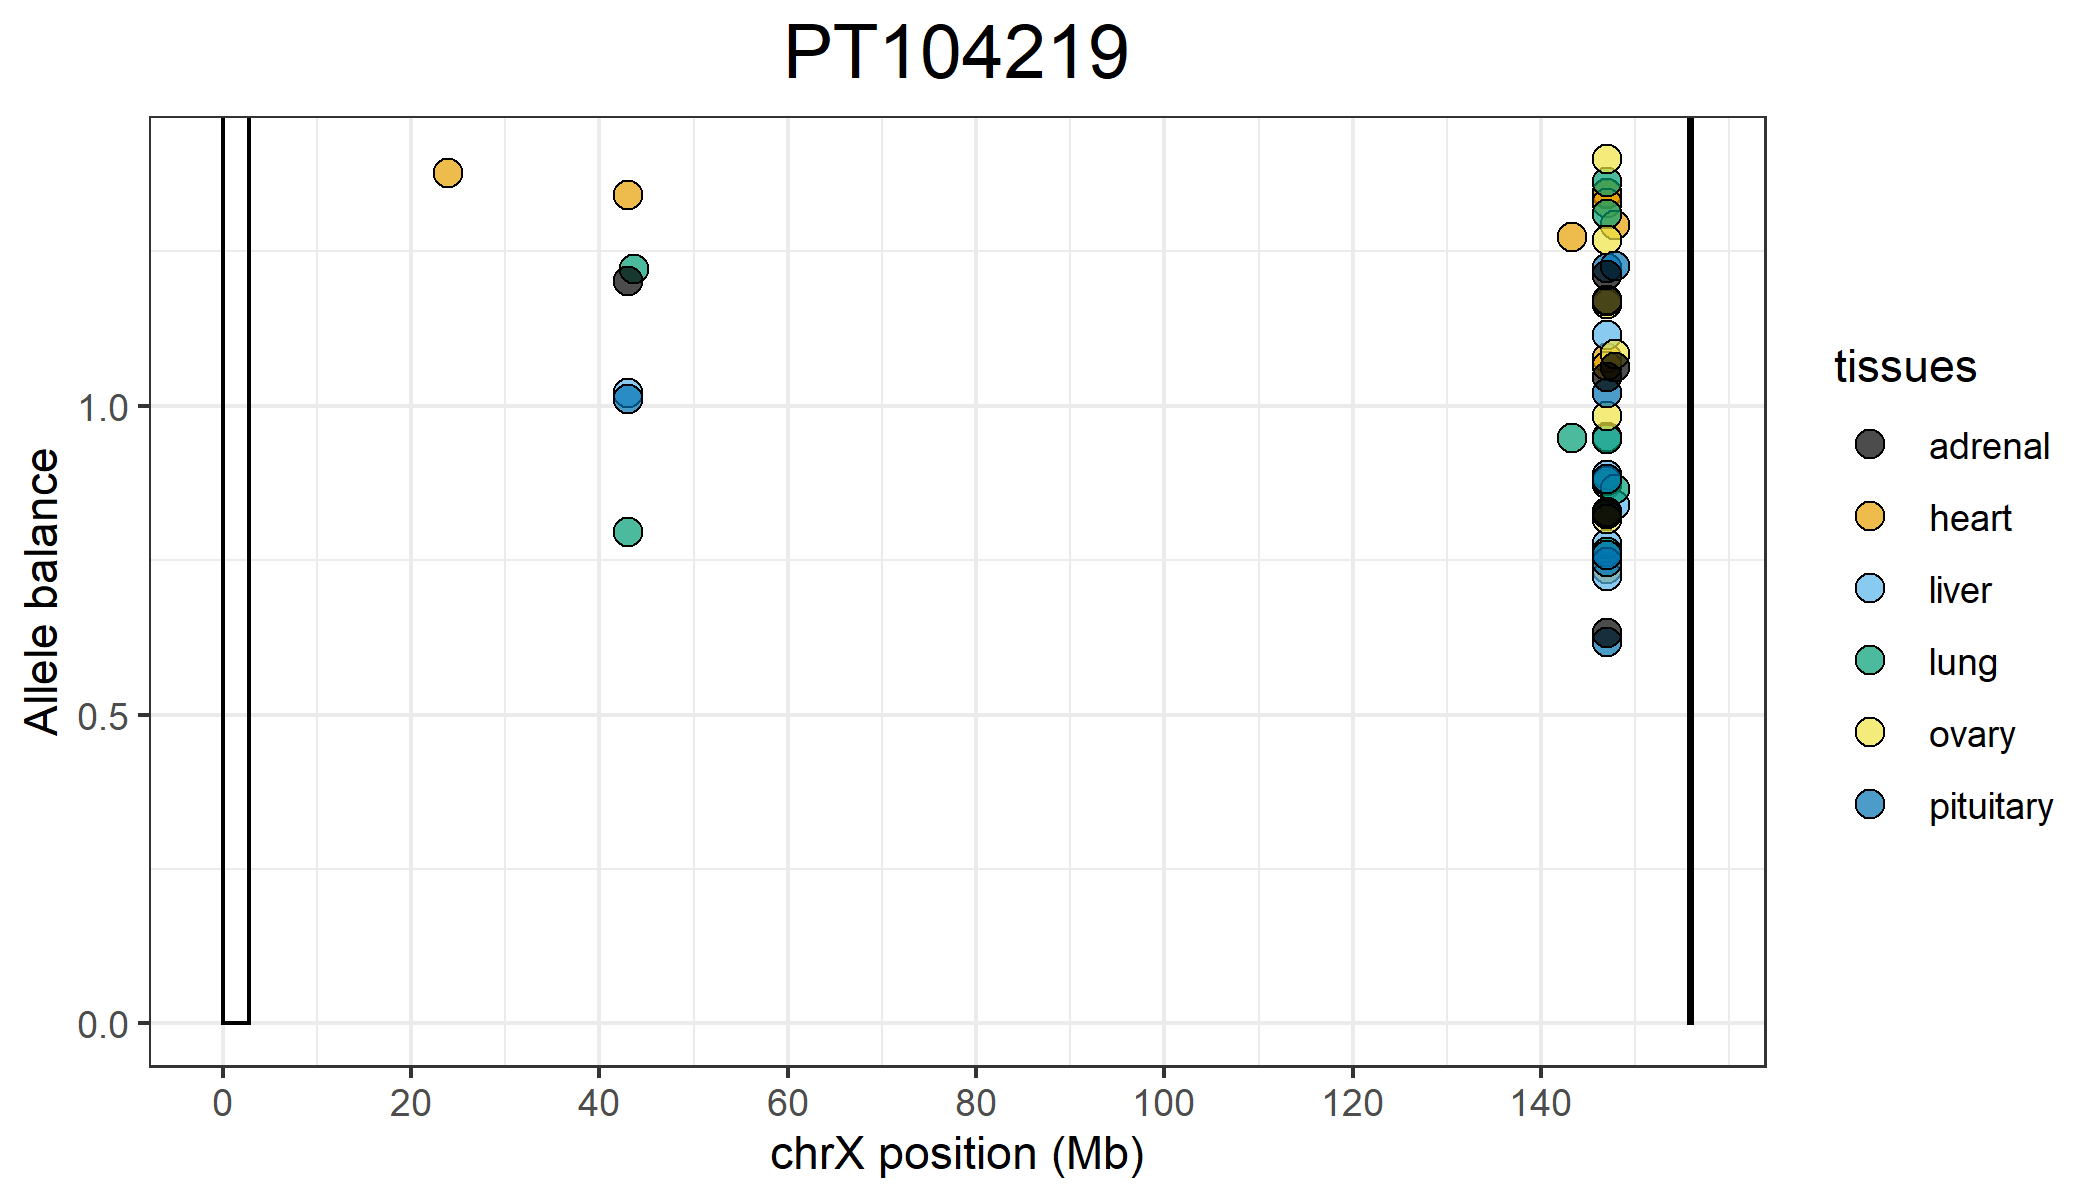 PT104219
Allele balance
1.0
0.5
0.0
0 20 40 60 80 100 120 140
chrX position (Mb)
tissues
adrenal
heart
liver
lung
ovary
pituitary